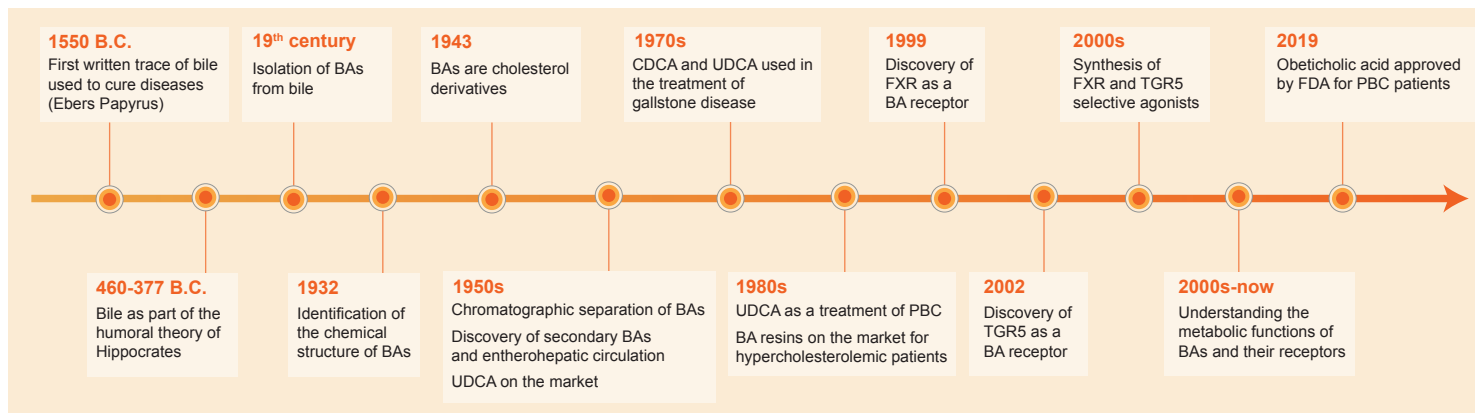 1550 B.C.
First written trace of bile
used to cure diseases
(Ebers Papyrus)
460-377 B.C.
Bile as part of the
humoral theory of
Hippocrates
19th century
Isolation of BAs
from bile
1932
Identification of
the chemical
structure of BAs
1943
BAs are cholesterol
derivatives
1950s
Chromatographic separation of BAs
Discovery of secondary BAs
and entherohepatic circulation
UDCA on the market
1970s
CDCA and UDCA used in
the treatment of
gallstone disease
1980s
UDCA as a treatment of PBC
BA resins on the market for
hypercholesterolemic patients
1999
Discovery of
FXR as a
BA receptor
2002
Discovery of
TGR5 as a
BA receptor
2000s
Synthesis of
FXR and TGR5
selective agonists
2000s-now
Understanding the
metabolic functions of
BAs and their receptors
2019
Obeticholic acid approved
by FDA for PBC patients